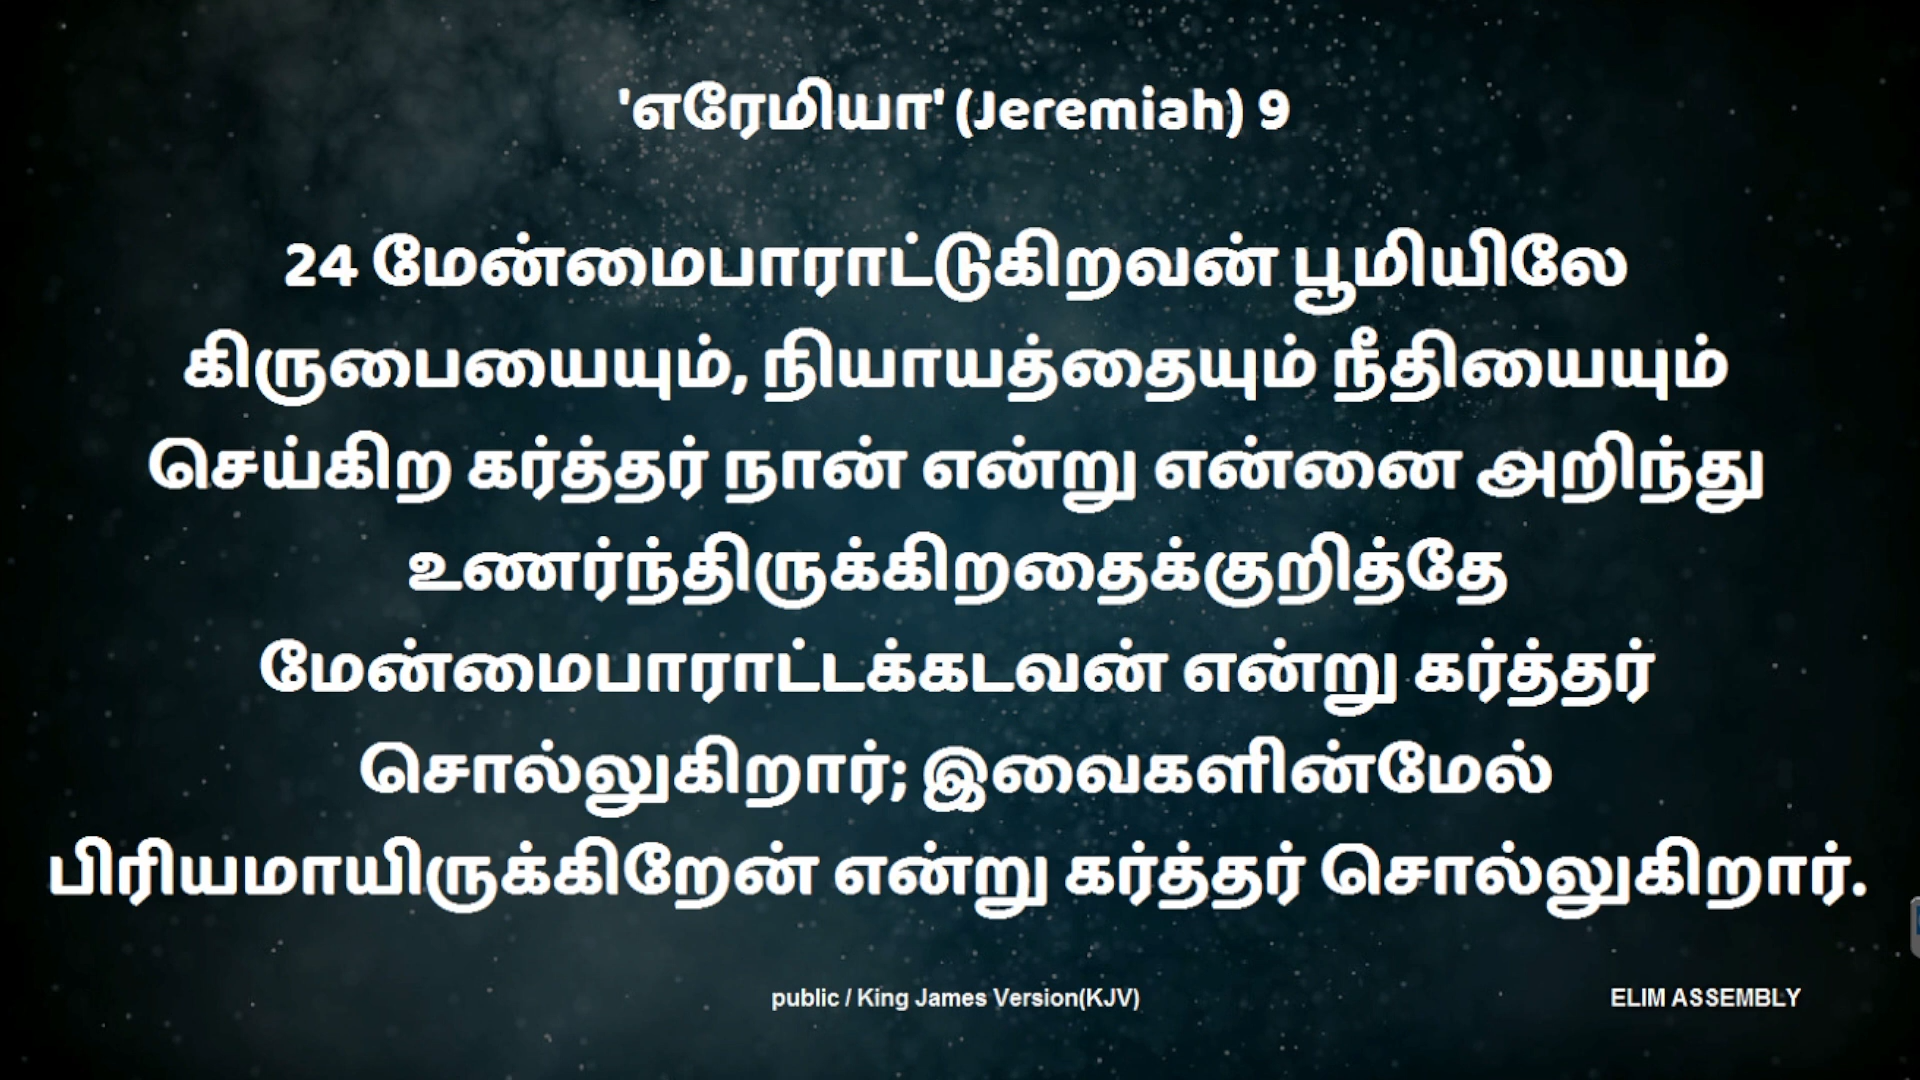 'எரேமியா' (Jeremiah) 9
24 மேன்மைபாராட்டுகிறவன் பூமியிலே
கிருபையையும், நியாயத்தையும் நீதியையும்
செய்கிற கர்த்தர் நான் என்று என்னை அறிந்து
உணர்ந்திருக்கிறதைக்குறித்தே
மேன்மைபாராட்டக்கடவன் என்று கர்த்தர்
சொல்லுகிறார்; இவைகளின்மேல்
பிரியமாயிருக்கிறேன் என்று கர்த்தர் சொல்லுகிறார்.
public / King James Version(KJV)
ELIM ASSEMBLY